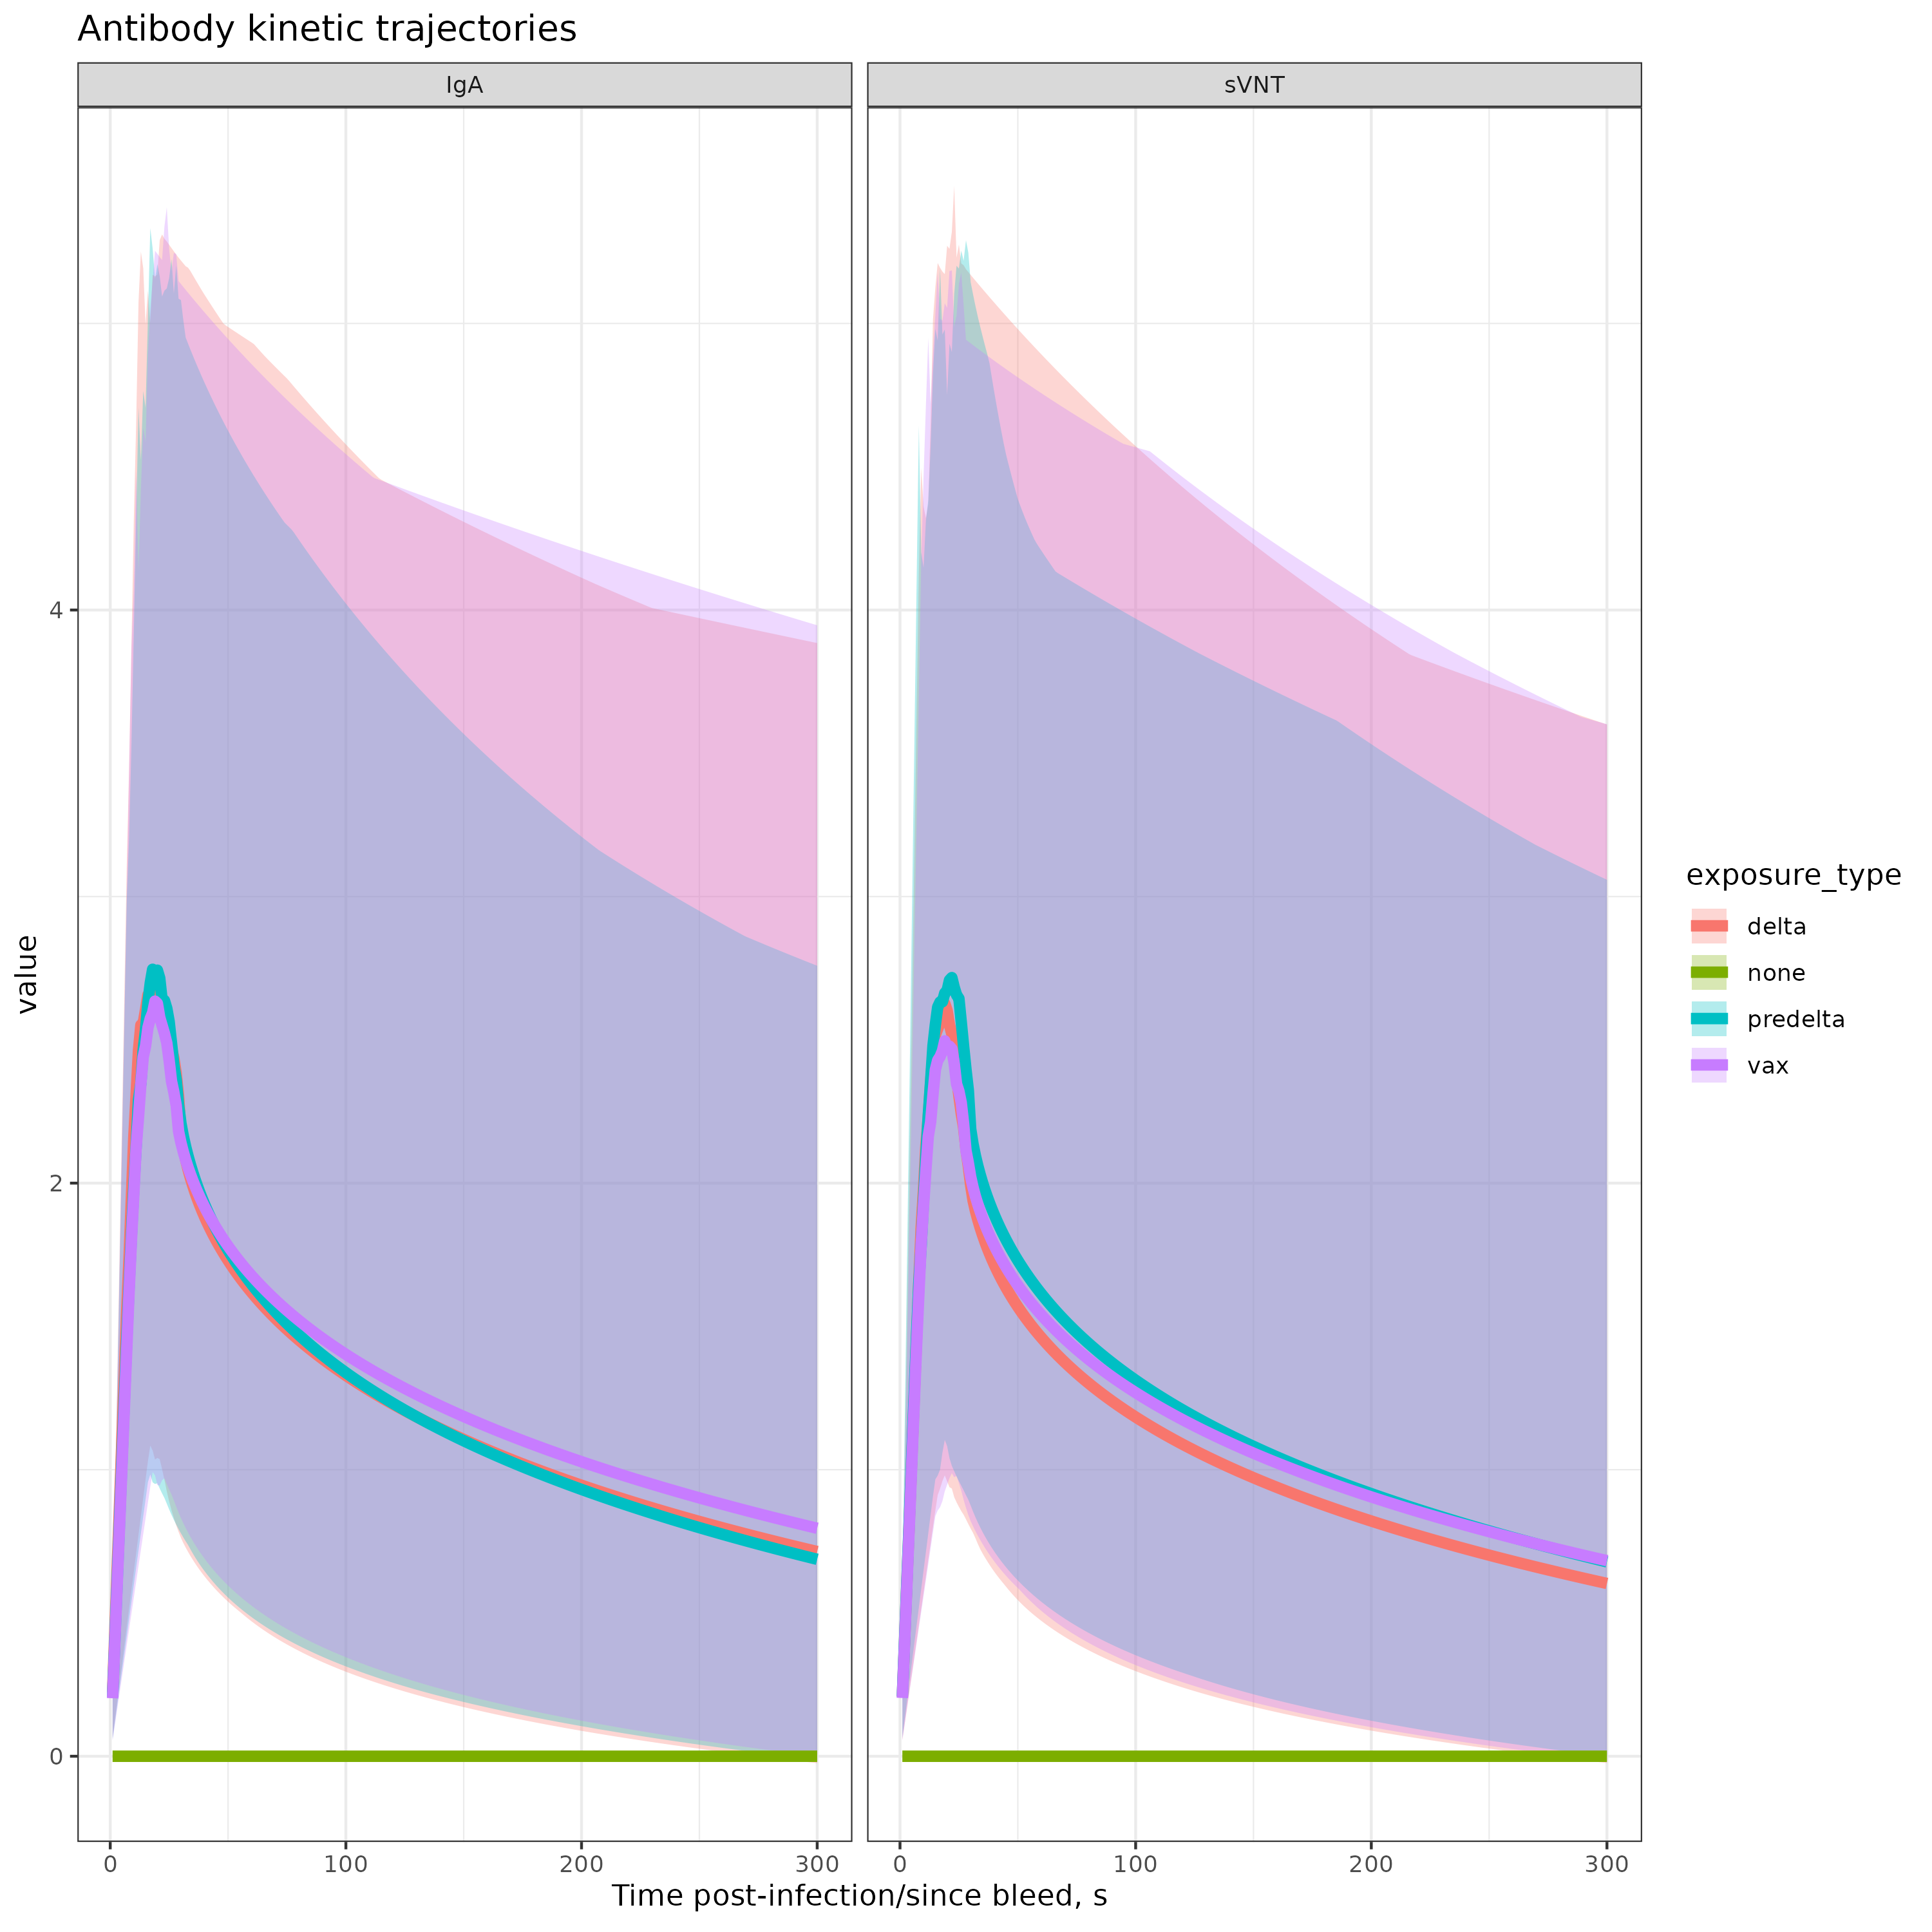 Antibody kinetic trajectories
IgA
sVNT
value
4
2
0
0
100
200
300
0
100
200
300
Time post-infection/since bleed, s
exposure_type
delta
none
predelta
vax